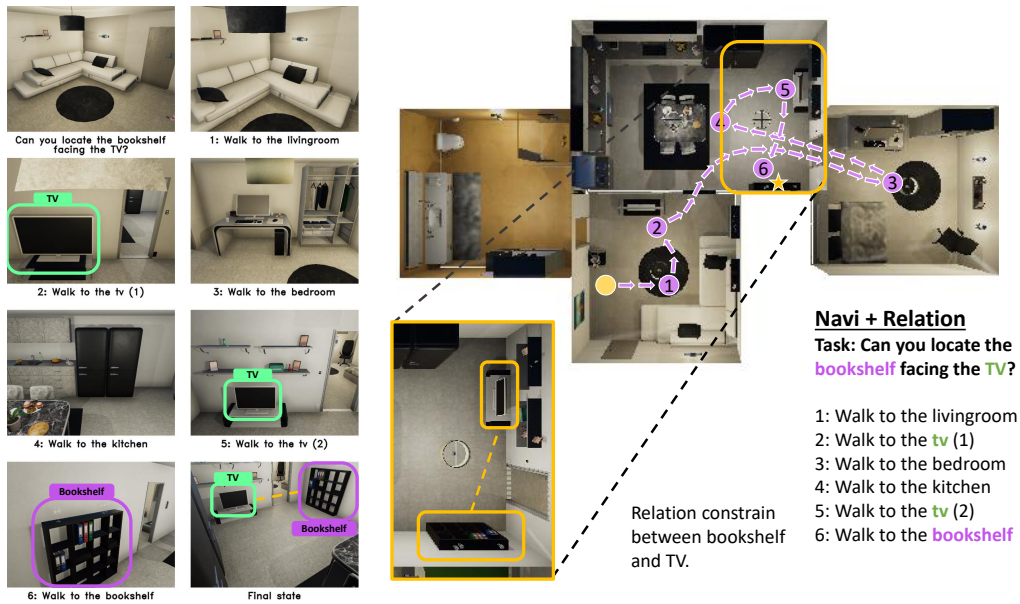 Can you locate the bookshelf
facing the TV?
1: Walk to the livingroom
TV
2: Walk to the tv (1)
3: Walk to the bedroom
4: Walk to the kitchen
TV
5: Walk to the tv (2)
Bookshelf
6: Walk to the bookshelf
TV
Bookshelf
Final state
1
2
3
4
5
6
Relation constrain
between bookshelf
and TV.
Navi + Relation
Task: Can you locate the
bookshelf facing the TV?
1: Walk to the livingroom
2: Walk to the tv (1)
3: Walk to the bedroom
4: Walk to the kitchen
5: Walk to the tv (2)
6: Walk to the bookshelf